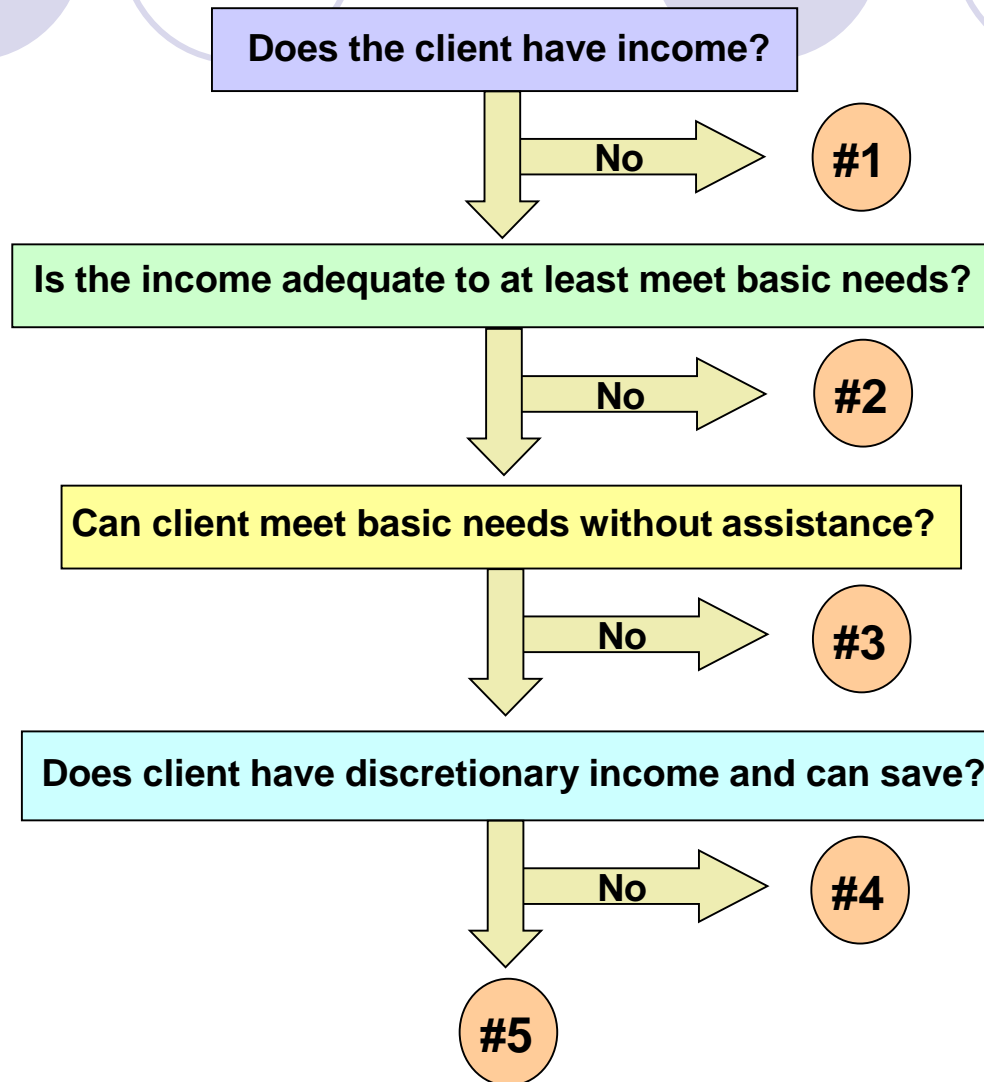 Does the client have income?
No
#1
Is the income adequate to at least meet basic needs?
No
#2
Can client meet basic needs without assistance?
No
#3
Does client have discretionary income and can save?
No
#4
#5